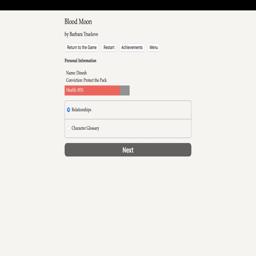 Blood Moon
by Barbara Truelove
Return to the Game Restart Achievements Menu
Personal Information
Name: Dinesh
Conviction: Protect the Pack
Health: 85%
Relationships
Character Glossary
Next